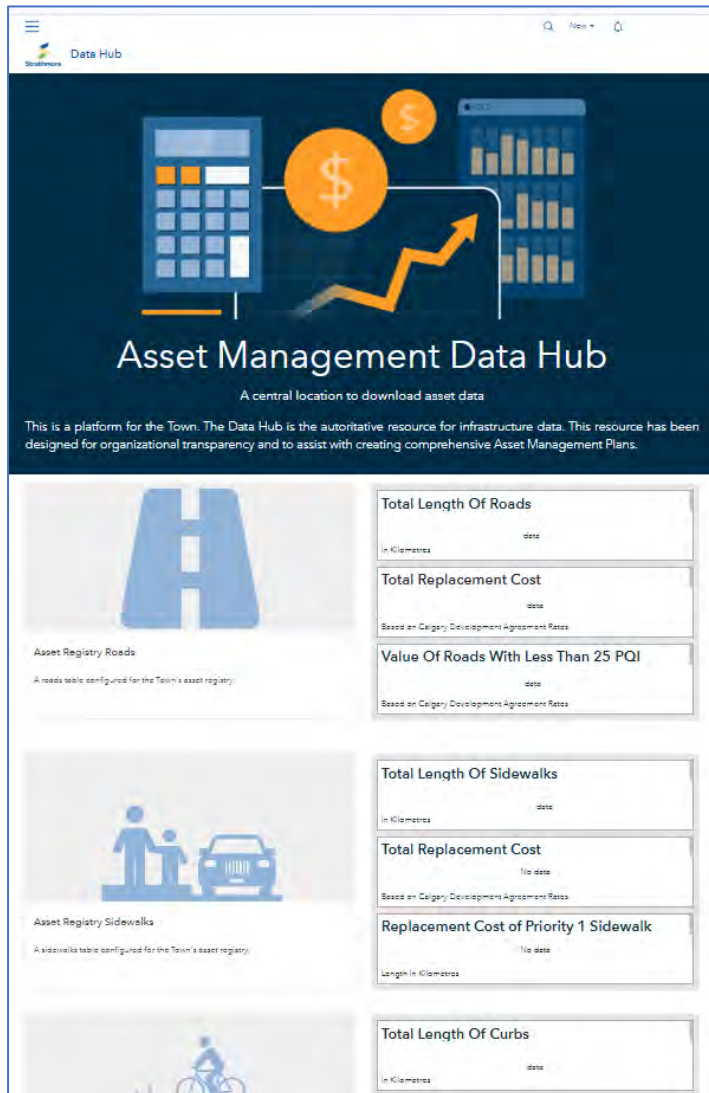 New
Strathmore
Data Hub
Asset Management Data Hub
A central location to download asset data
This is a platform for the Town. The Data Hub is the autoritative resource for infrastructure data. This resource has been
designed for organizational transparency and to assist with creating comprehensive Asset Management Plans.
Total Length Of Roads
data
in Kilometres
Total Replacement Cost
data
Based on Calgary Development Agreement Rates
Asset Registry Roads
A roads table configured for the Town's asset registry.
Value Of Roads With Less Than 25 PQI
data
Based on Calgary Development Agreement Rates
Total Length Of Sidewalks
data
in Kilometres
Total Replacement Cost
No data
Based on Calgary Development Agreement Rates
Asset Registry Sidewalks
A sidewalks table configured for the Town's asset registry.
Replacement Cost of Priority 1 Sidewalk
No data
Length in Kilometres
Total Length Of Curbs
data
in Kilometres